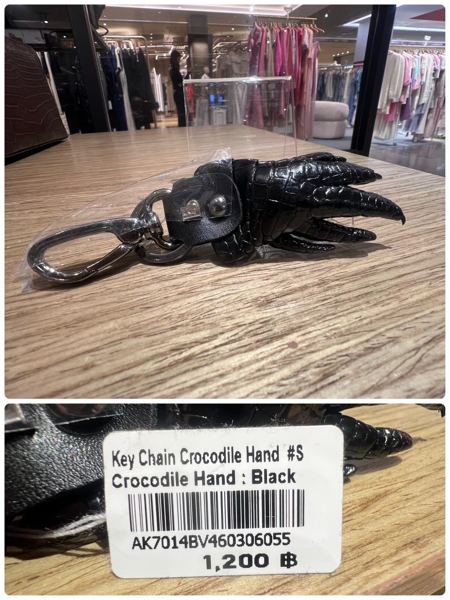 Key Chain Crocodile Hand #S
Crocodile Hand : Black
AK7014BV460306055
1,200 ฿